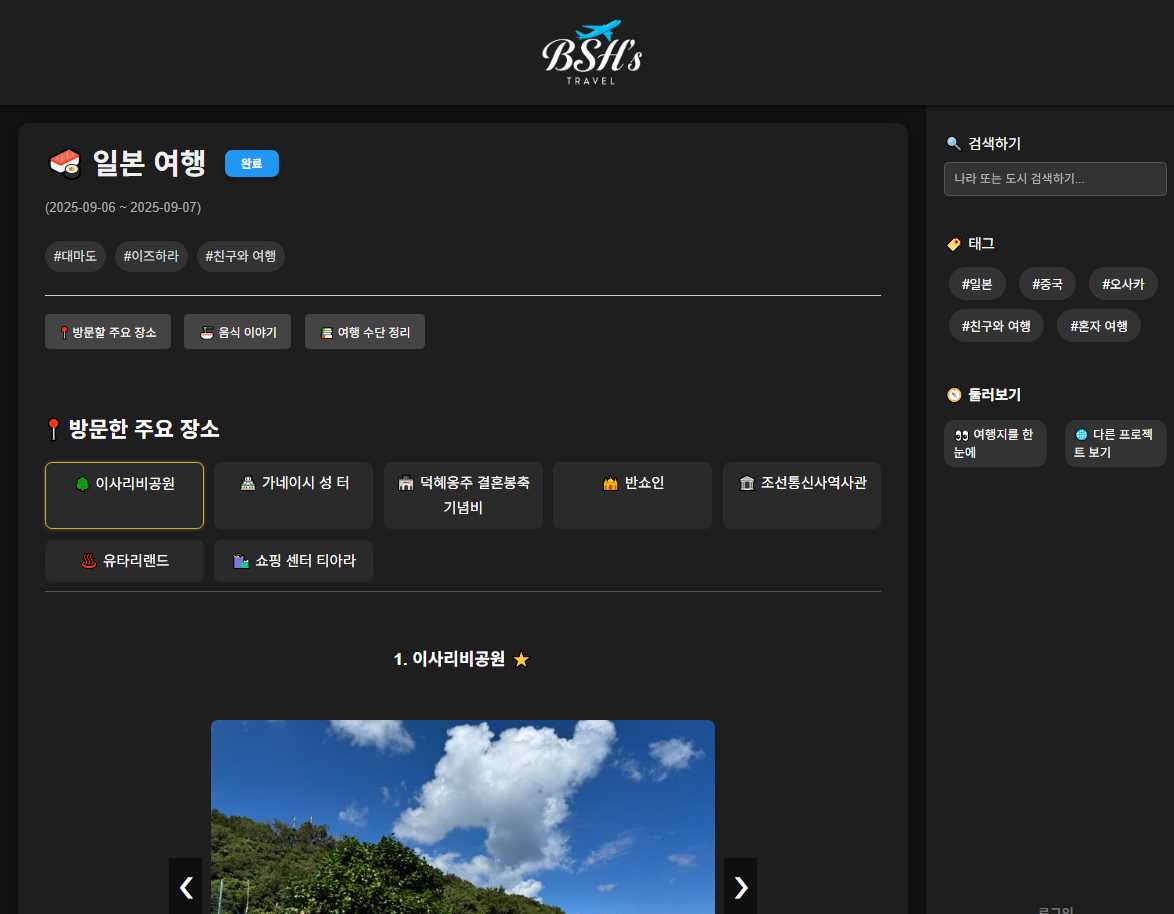 BSH's
TRAVEL
일본 여행
완료
(2025-09-06 ~ 2025-09-07)
#대마도 #이즈하라 #친구와 여행
방문할 주요 장소
음식 이야기
여행 수단 정리
방문한 주요 장소
이사리비공원
가네이시 성 터
덕혜옹주 결혼봉축
기념비
반쇼인
조선통신사역사관
유타리랜드
쇼핑 센터 티아라
1. 이사리비공원
❮
❯
검색하기
나라 또는 도시 검색하기...
태그
#일본 #중국 #오사카
#친구와 여행 #혼자 여행
둘러보기
여행지를 한
눈에
다른 프로젝
트 보기
로그인